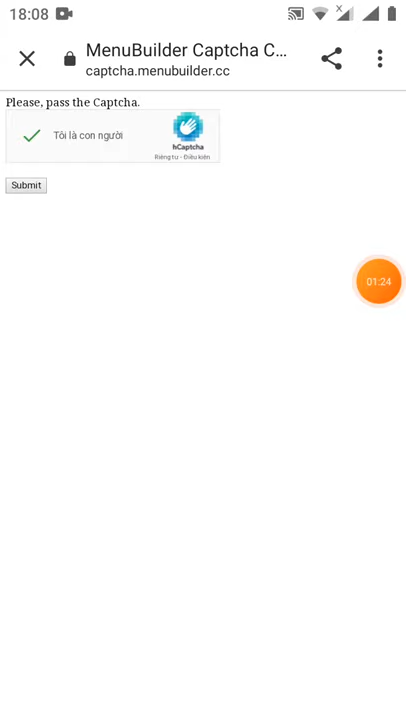 18:08
MenuBuilder Captcha C...
captcha.menubuilder.cc
Please, pass the Captcha.
Tôi là con người
hCaptcha
Riêng tư - Điều kiện
Submit
01:24